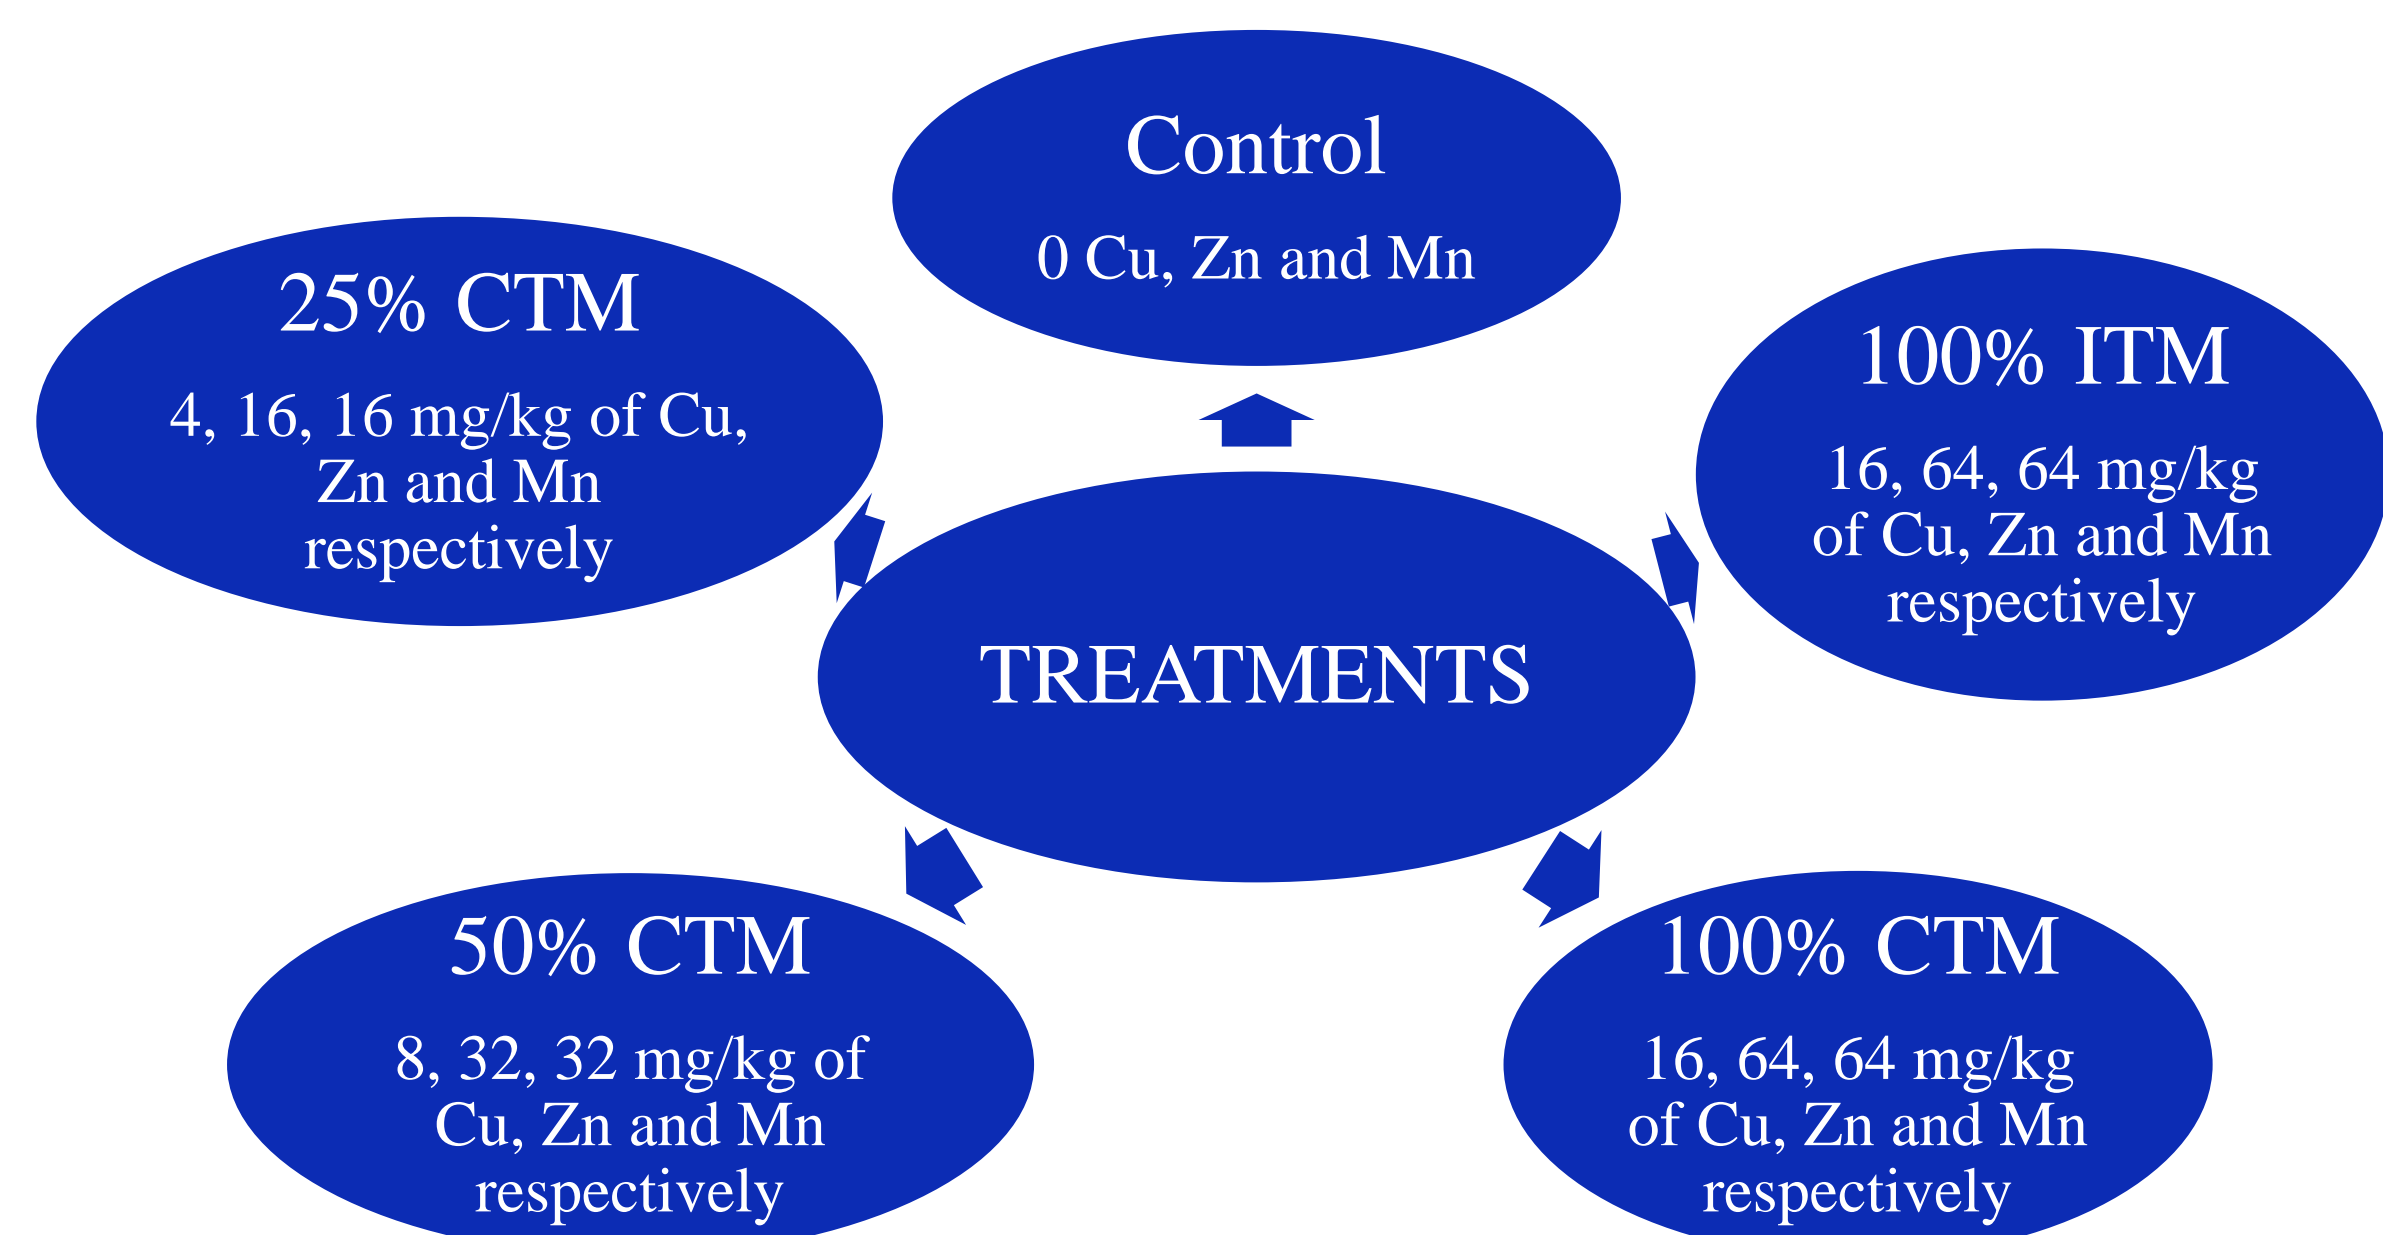 Control
0 Cu, Zn and Mn
25% CTM
4, 16, 16 mg/kg of Cu,
Zn and Mn
respectively
100% ITM
16, 64, 64 mg/kg
of Cu, Zn and Mn
respectively
TREATMENTS
50% CTM
8, 32, 32 mg/kg of
Cu, Zn and Mn
respectively
100% CTM
16, 64, 64 mg/kg
of Cu, Zn and Mn
respectively